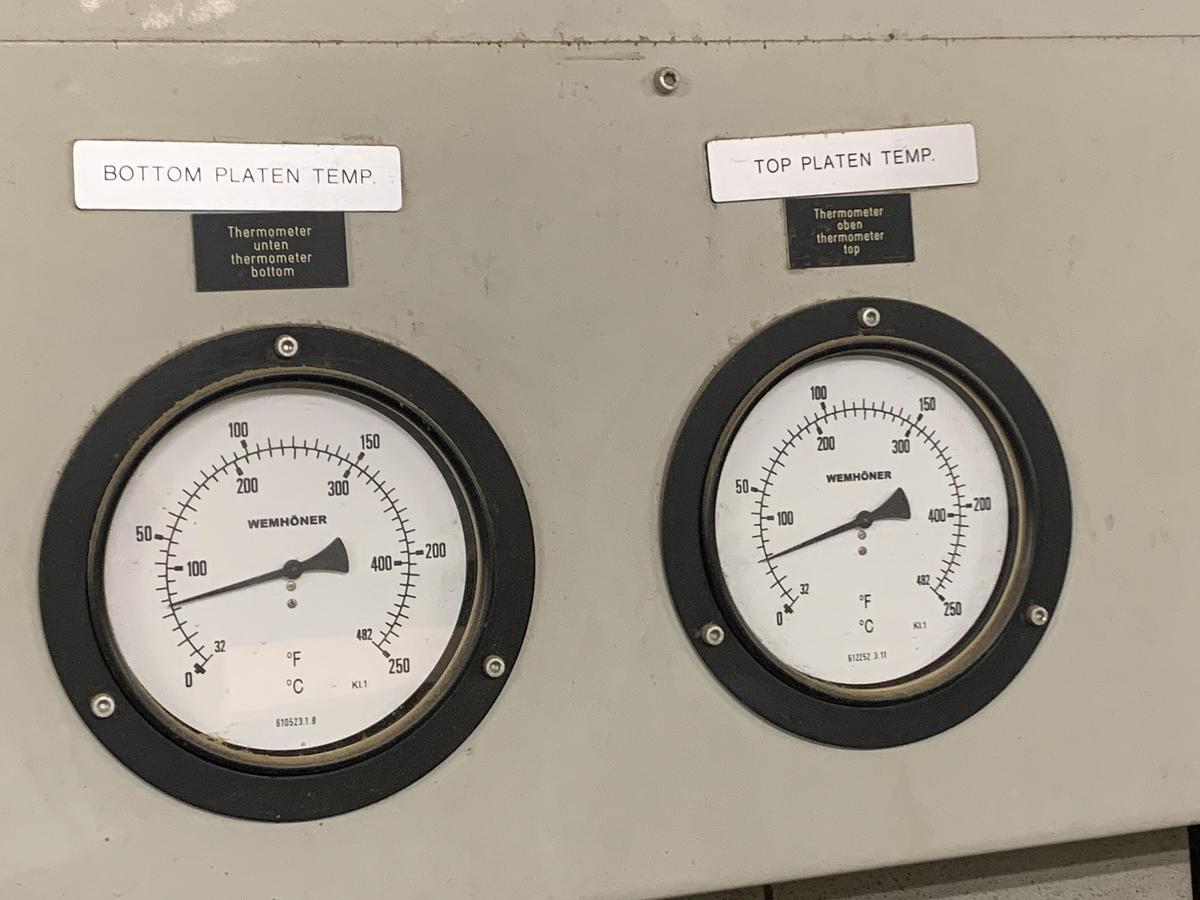 BOTTOM PLATEN TEMP.
Thermometer
unten
thermometer
bottom
100
150
200
300
WEMHÖNER
50
100
400
200
32
482
0
250
°F
°C
Kl.1
610523.1.8
TOP PLATEN TEMP.
Thermometer
oben
thermometer
top
100
150
200
300
WEMHÖNER
50
100
400
200
32
482
0
250
°F
°C
Kl.1
612252 3.11